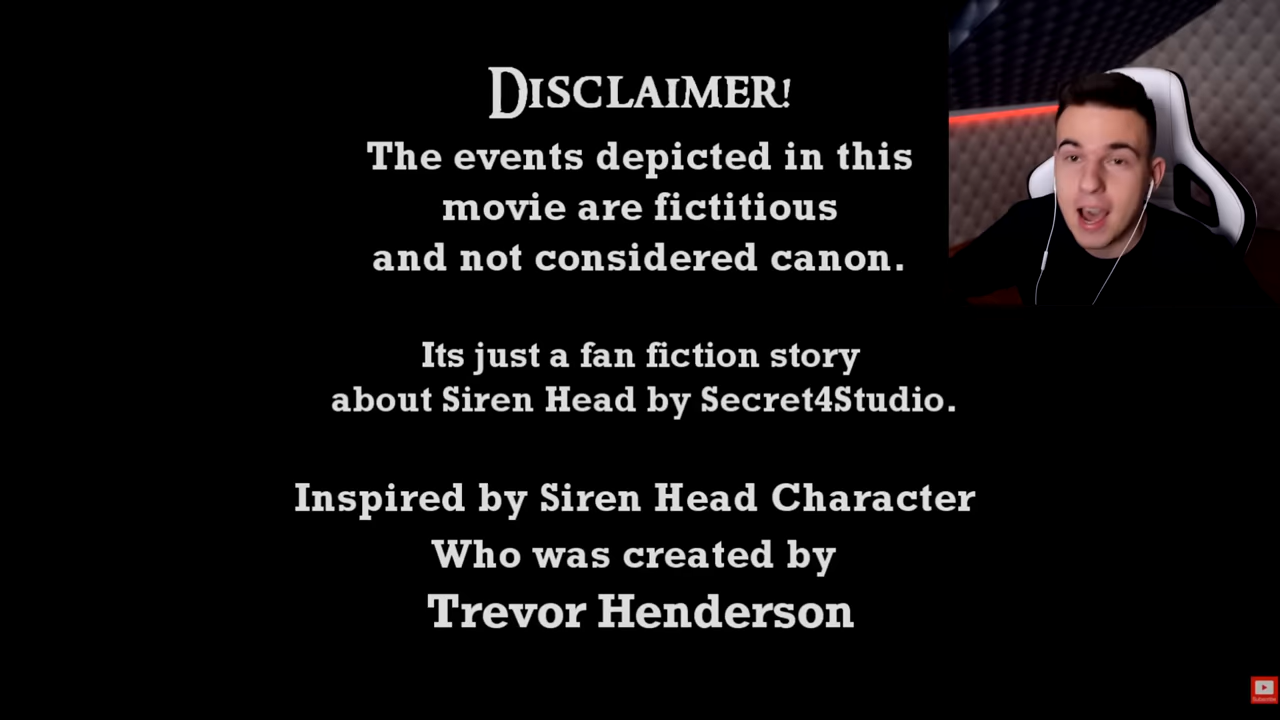 DISCLAIMER!
The events depicted in this
movie are fictitious
and not considered canon.
Its just a fan fiction story
about Siren Head by Secret4Studio.
Inspired by Siren Head Character
Who was created by
Trevor Henderson
Subscribe